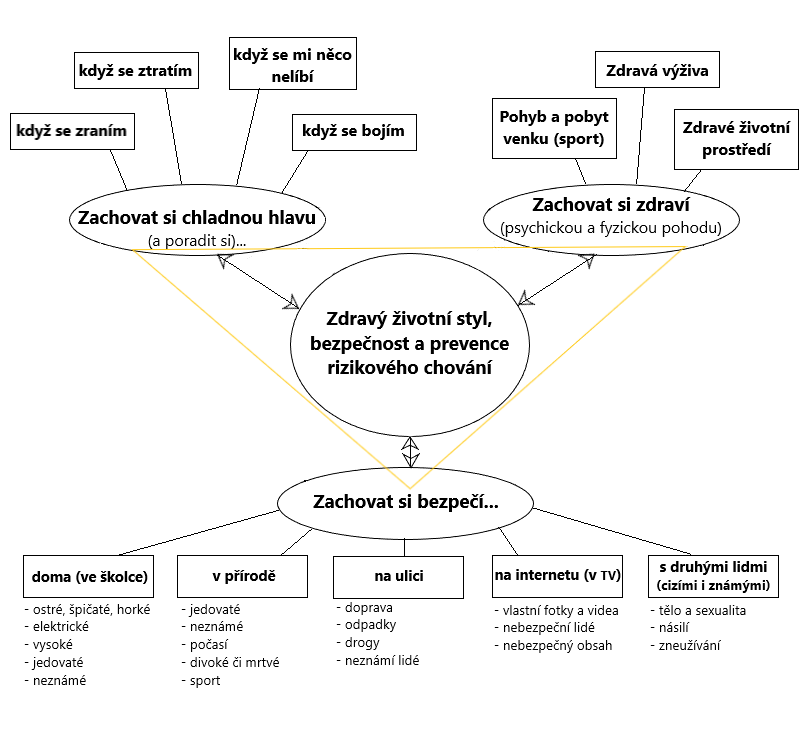 když se zraním
když se ztratím
když se mi něco
nelíbí
když se bojím
Zachovat si chladnou hlavu
(a poradit si)...
Pohyb a pobyt
venku (sport)
Zdravá výživa
Zdravé životní
prostředí
Zachovat si zdraví
(psychickou a fyzickou pohodu)
Zdravý životní styl,
bezpečnost a prevence
rizikového chování
Zachovat si bezpečí...
doma (ve školce)
- ostré, špičaté, horké
- elektrické
- vysoké
- jedovaté
- neznámé
v přírodě
- jedovaté
- neznámé
- počasí
- divoké či mrtvé
- sport
na ulici
- doprava
- odpadky
- drogy
- neznámí lidé
na internetu (v TV)
- vlastní fotky a videa
- nebezpeční lidé
- nebezpečný obsah
s druhými lidmi
(cizími i známými)
- tělo a sexualita
- násilí
- zneužívání